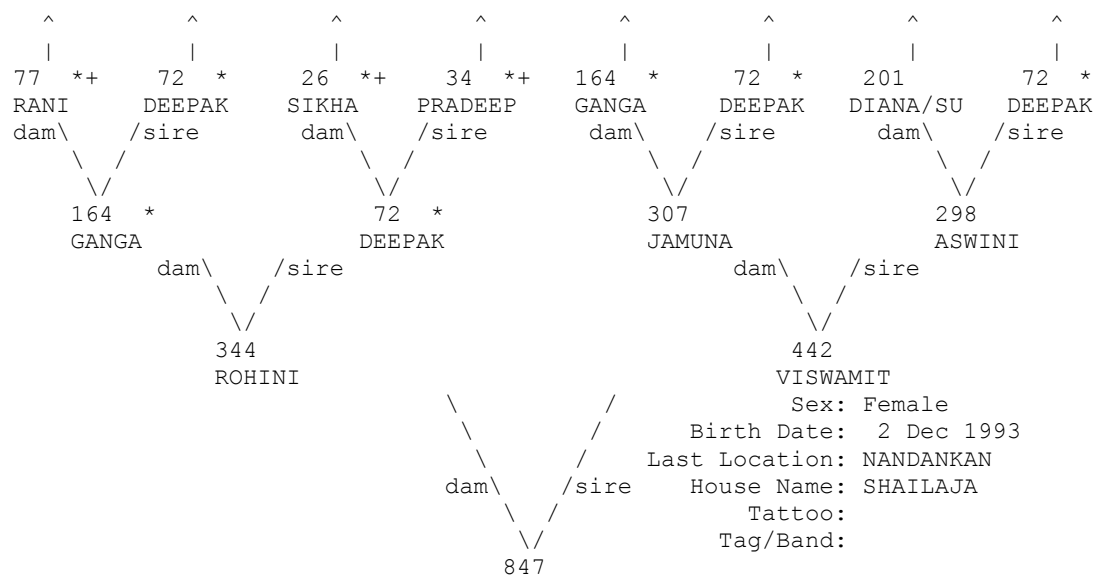 ^ ^ ^ ^ ^ ^ ^ ^
| | | | | | | |
77 *+ 72 * 26 *+ 34 *+ 164 * 72 * 201 72 *
RANI DEEPAK SIKHA PRADEEP GANGA DEEPAK DIANA/SU DEEPAK
dam\ /sire dam\ /sire dam\ /sire dam\ /sire
\ / \ / \ / \ /
\/ \/ \/ \/
164 * 72 * 307 298
GANGA DEEPAK JAMUNA ASWINI
dam\ /sire dam\ /sire
\ / \ /
\/ \/
344 442
ROHINI VISWAMIT
\ / Sex: Female
\ / Birth Date: 2 Dec 1993
\ / Last Location: NANDANKAN
dam\ /sire House Name: SHAILAJA
\ / Tattoo:
\/ Tag/Band:
847